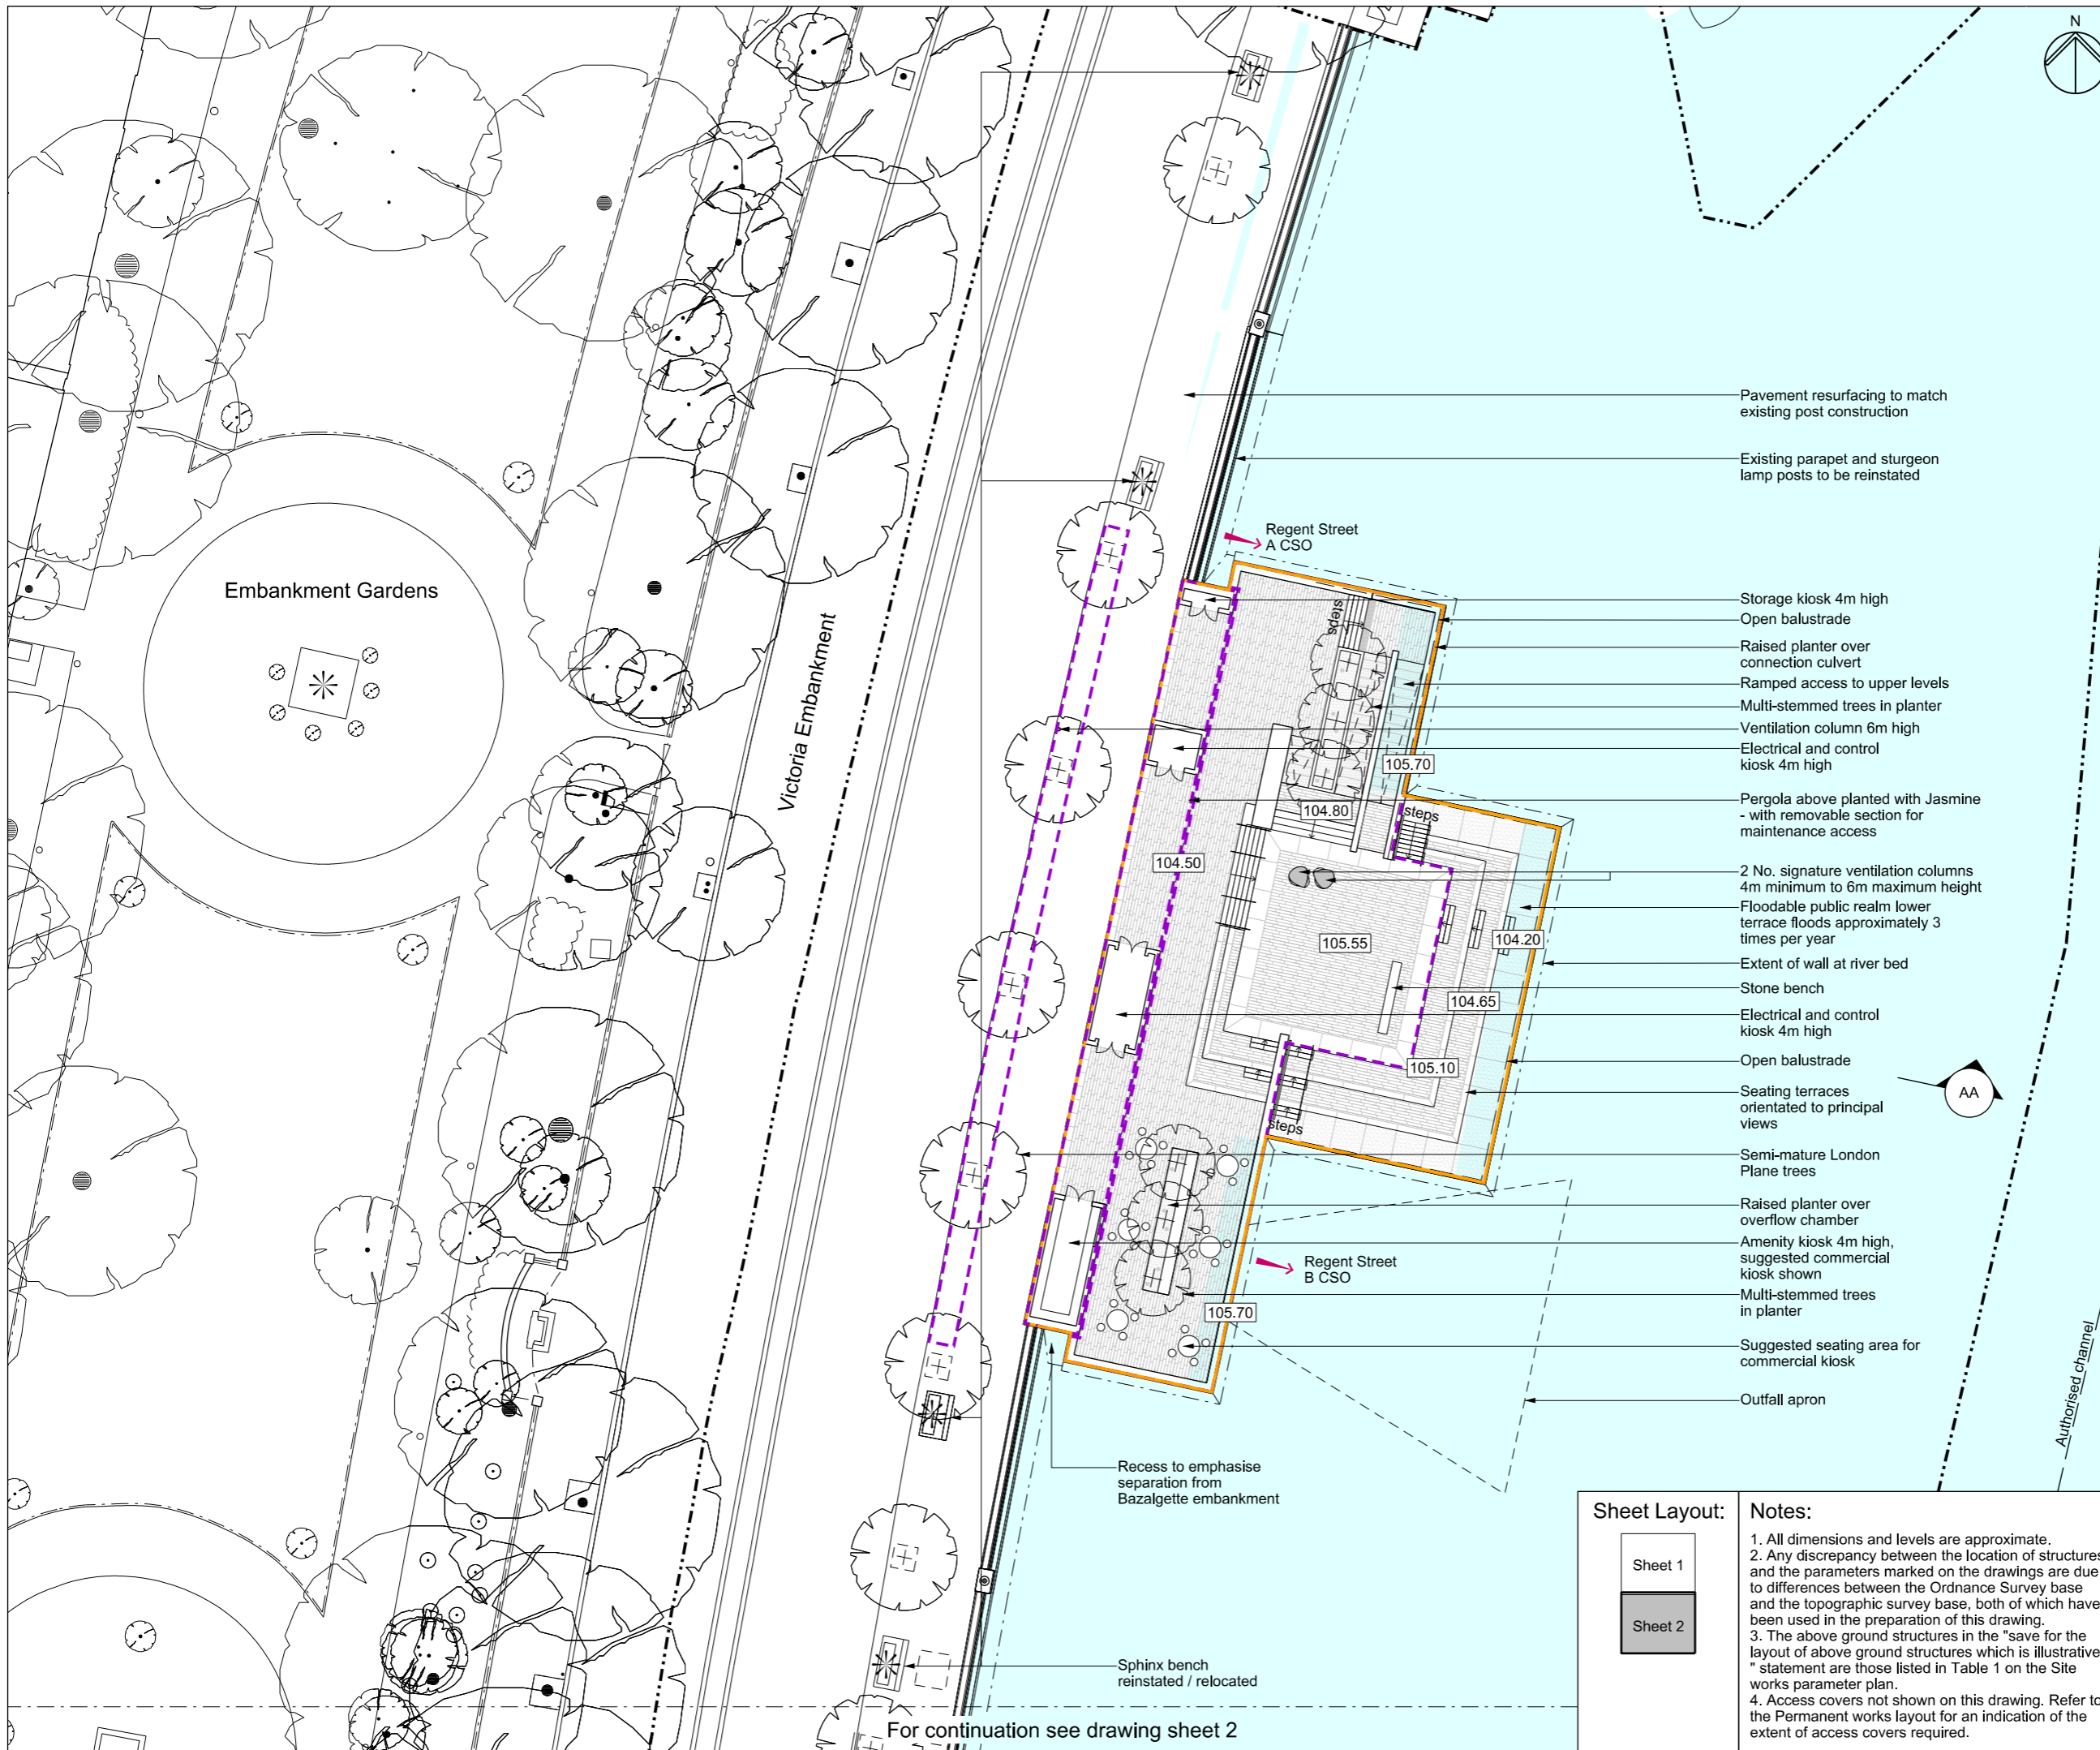 N
Pavement resurfacing to match
existing post construction
Existing parapet and sturgeon
lamp posts to be reinstated
Regent Street
A CSO
Embankment Gardens
Victoria Embankment
Storage kiosk 4m high
Open balustrade
Raised planter over
connection culvert
Ramped access to upper levels
Multi-stemmed trees in planter
Ventilation column 6m high
Electrical and control
kiosk 4m high
Pergola above planted with Jasmine
- with removable section for
maintenance access
2 No. signature ventilation columns
4m minimum to 6m maximum height
Floodable public realm lower
terrace floods approximately 3
times per year
Extent of wall at river bed
Stone bench
Electrical and control
kiosk 4m high
Open balustrade
Seating terraces
orientated to principal
views
Semi-mature London
Plane trees
Raised planter over
overflow chamber
Amenity kiosk 4m high,
suggested commercial
kiosk shown
Multi-stemmed trees
in planter
Suggested seating area for
commercial kiosk
Outfall apron
steps
105.70
104.80
steps
104.50
105.55
104.20
104.65
105.10
steps
AA
Regent Street
B CSO
105.70
Authorised channel
Recess to emphasise
separation from
Bazalgette embankment
Sphinx bench
reinstated / relocated
For continuation see drawing sheet 2
Sheet Layout:
Sheet 1
Sheet 2
Notes:
1. All dimensions and levels are approximate.
2. Any discrepancy between the location of structures
and the parameters marked on the drawings are due
to differences between the Ordnance Survey base
and the topographic survey base, both of which have
been used in the preparation of this drawing.
3. The above ground structures in the "save for the
layout of above ground structures which is illustrative
" statement are those listed in Table 1 on the Site
works parameter plan.
4. Access covers not shown on this drawing. Refer to
the Permanent works layout for an indication of the
extent of access covers required.